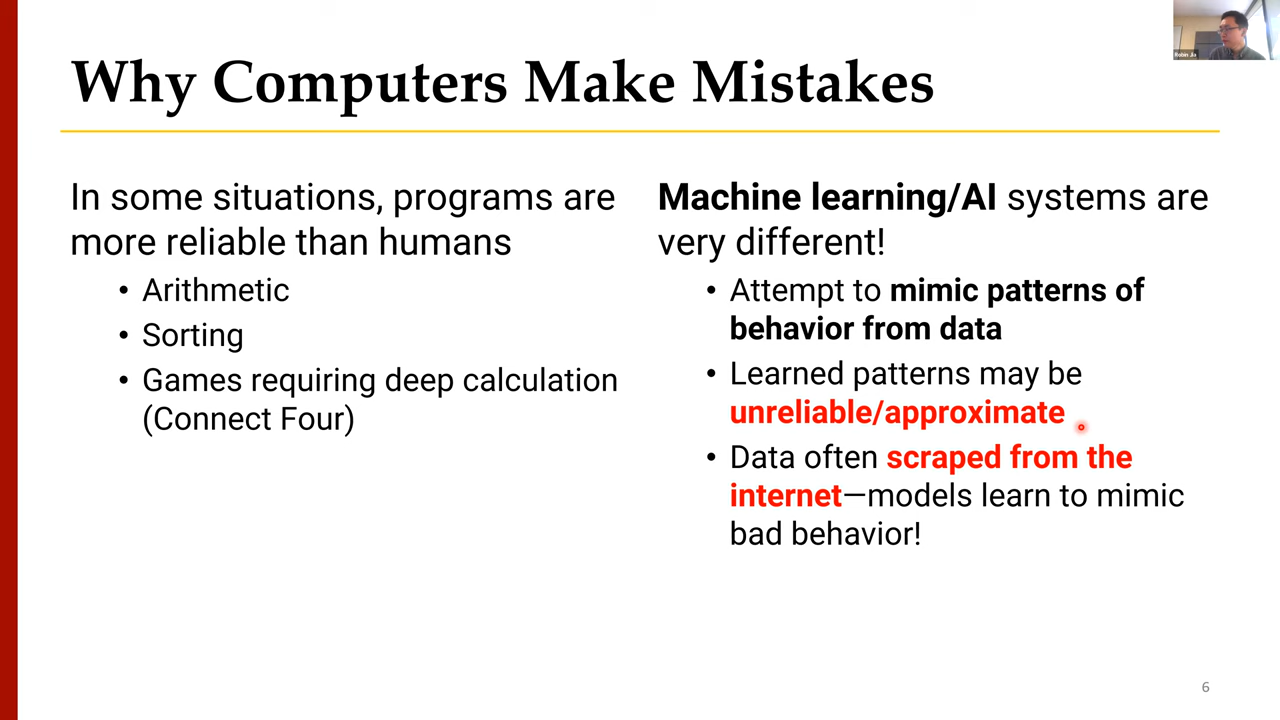 Robin Jia
Why Computers Make Mistakes
In some situations, programs are
more reliable than humans
• Arithmetic
• Sorting
• Games requiring deep calculation
(Connect Four)
Machine learning/AI systems are
very different!
• Attempt to mimic patterns of
behavior from data
• Learned patterns may be
unreliable/approximate
• Data often scraped from the
internet—models learn to mimic
bad behavior!
6